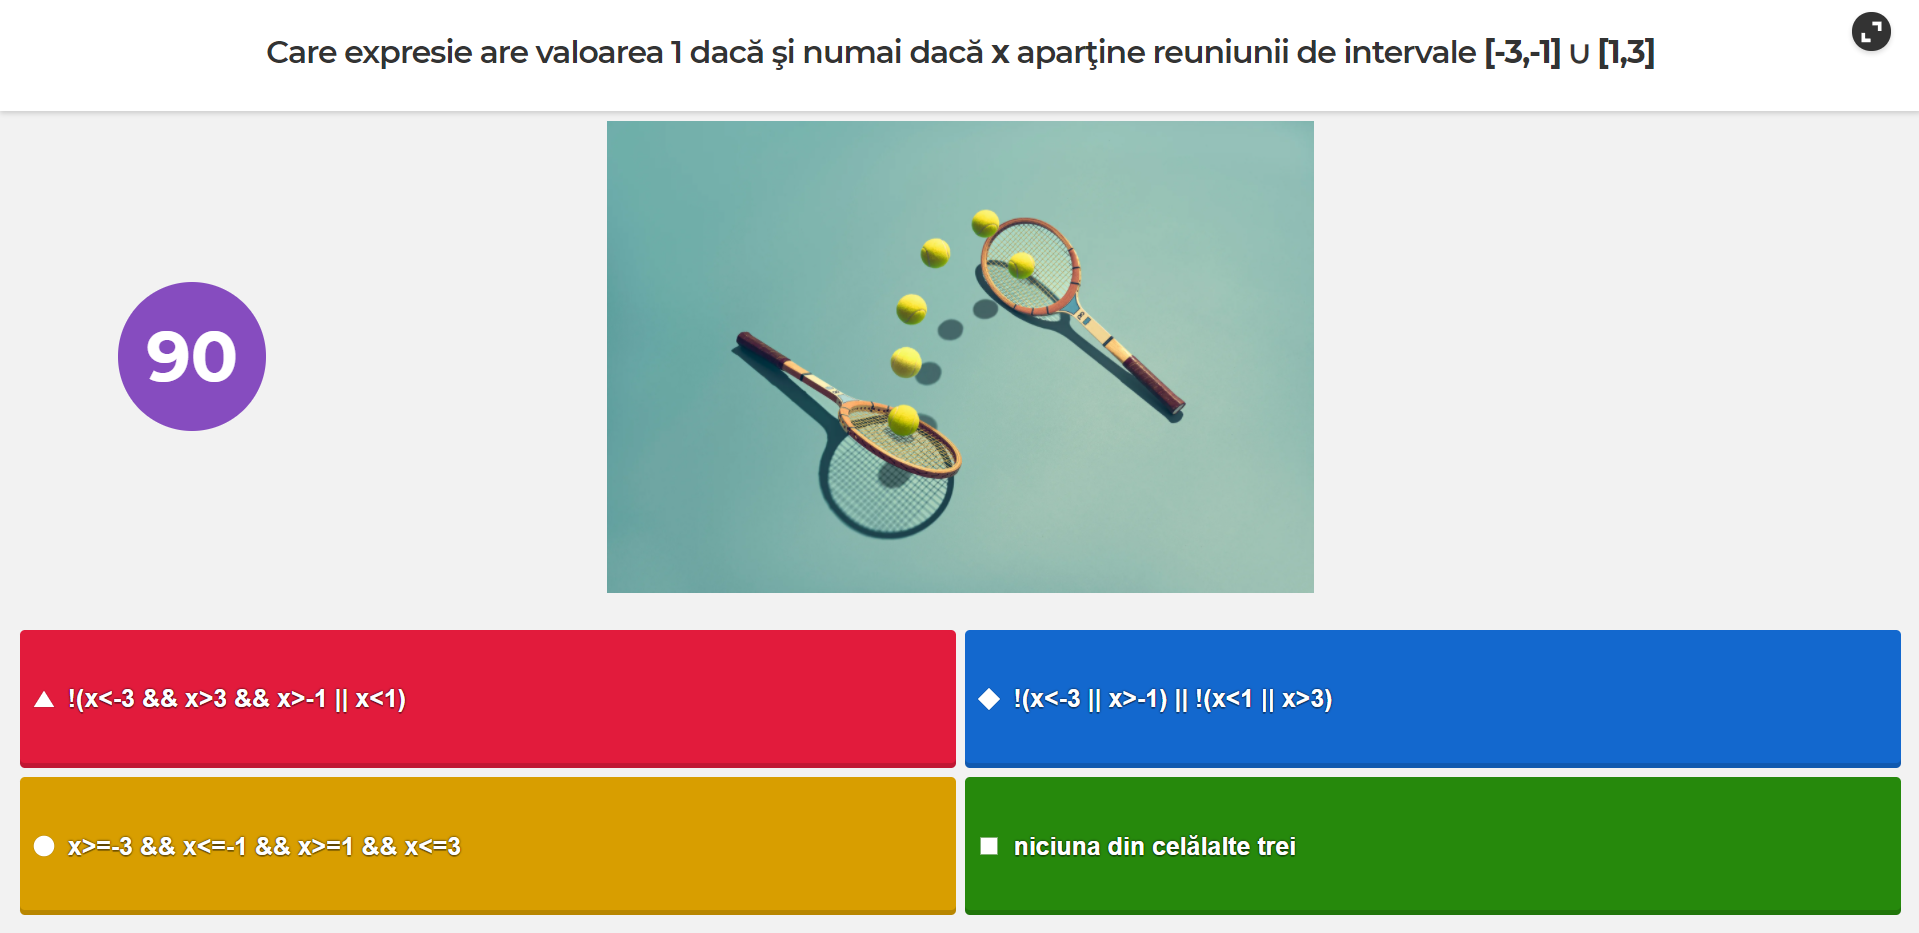 Care expresie are valoarea 1 dacă şi numai dacă x aparţine reuniunii de intervale [-3,-1] ∪ [1,3]
90
!(x<-3 && x>3 && x>-1 || x<1)
!(x<-3 || x>-1) || !(x<1 || x>3)
x>=-3 && x<=-1 && x>=1 && x<=3
niciuna din celălalte trei